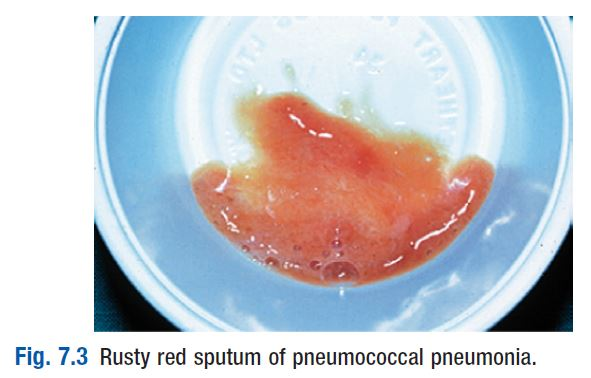 Fig. 7.3 Rusty red sputum of pneumococcal pneumonia.